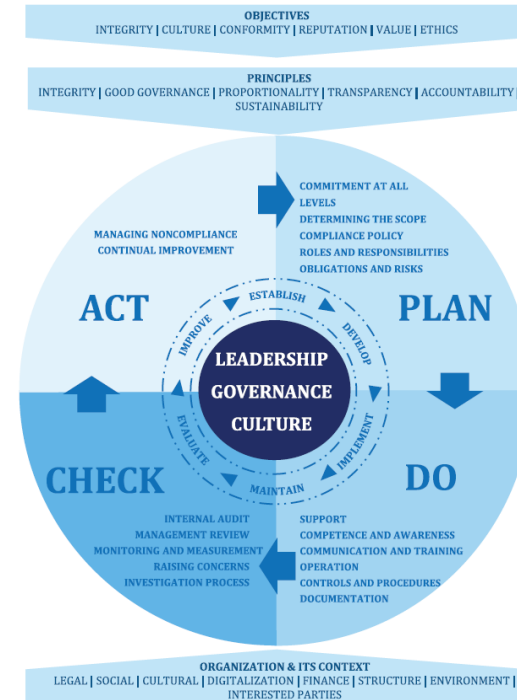 OBJECTIVES
INTEGRITY | CULTURE | CONFORMITY | REPUTATION | VALUE | ETHICS
PRINCIPLES
INTEGRITY | GOOD GOVERNANCE | PROPORTIONALITY | TRANSPARENCY | ACCOUNTABILITY |
SUSTAINABILITY
MANAGING NONCOMPLIANCE
CONTINUAL IMPROVEMENT
ACT
COMMITMENT AT ALL
LEVELS
DETERMINING THE SCOPE
COMPLIANCE POLICY
ROLES AND RESPONSIBILITIES
OBLIGATIONS AND RISKS
PLAN
ESTABLISH
DEVELOP
IMPLEMENT
MAINTAIN
EVALUATE
IMPROVE
LEADERSHIP
GOVERNANCE
CULTURE
CHECK
INTERNAL AUDIT
MANAGEMENT REVIEW
MONITORING AND MEASUREMENT
RAISING CONCERNS
INVESTIGATION PROCESS
DO
SUPPORT
COMPETENCE AND AWARENESS
COMMUNICATION AND TRAINING
OPERATION
CONTROLS AND PROCEDURES
DOCUMENTATION
ORGANIZATION & ITS CONTEXT
LEGAL | SOCIAL | CULTURAL | DIGITALIZATION | FINANCE | STRUCTURE | ENVIRONMENT |
INTERESTED PARTIES